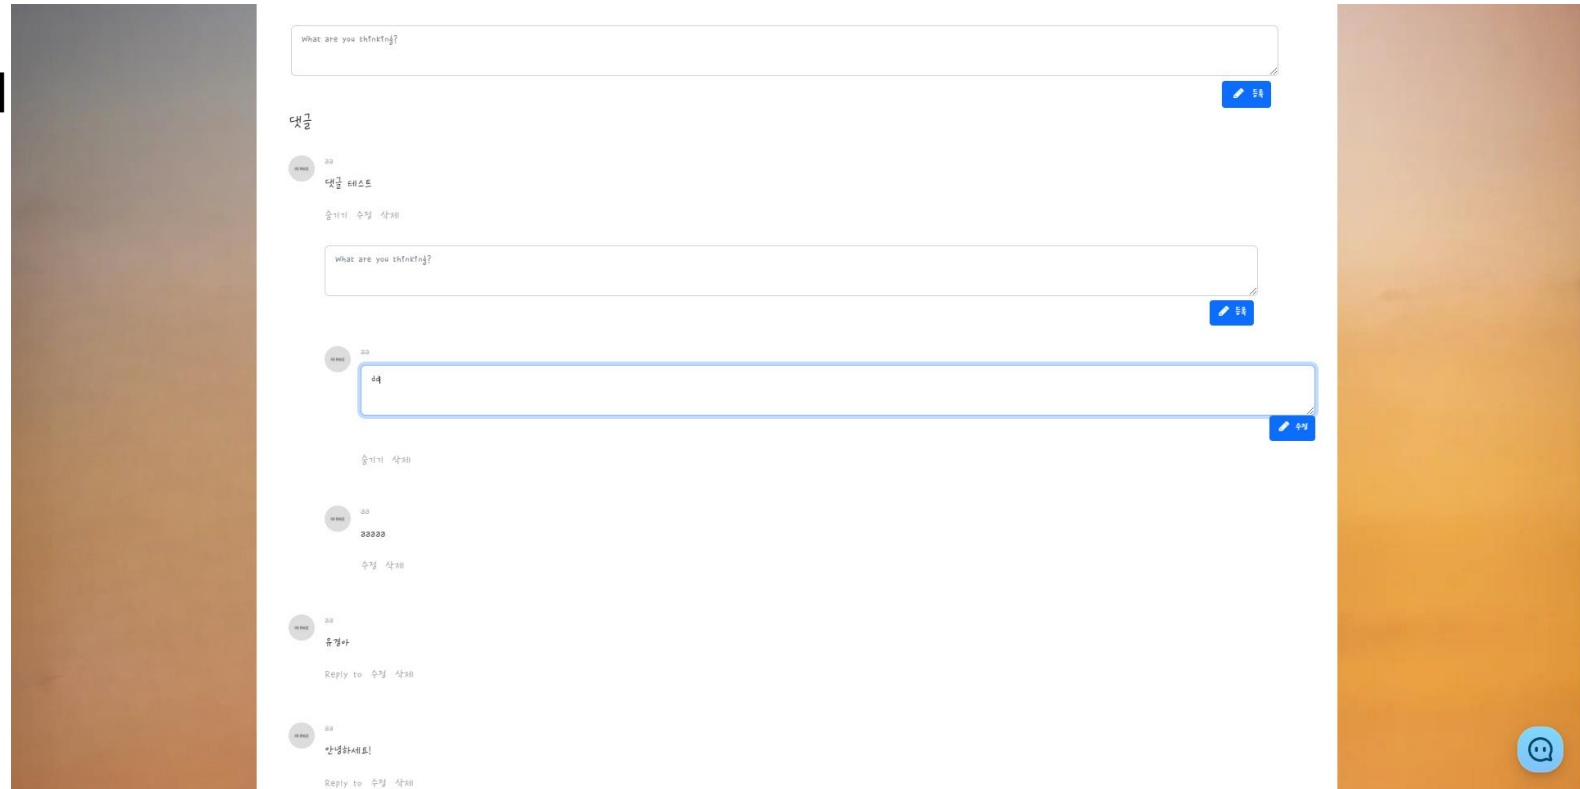 What are you thinking?
등록
댓글
aa
댓글 테스트
숨기기 수정 삭제
What are you thinking?
등록
aa
수정
숨기기 삭제
aa
aaaaa
수정 삭제
aa
유경아
Reply to 수정 삭제
aa
안녕하세요!
Reply to 수정 삭제